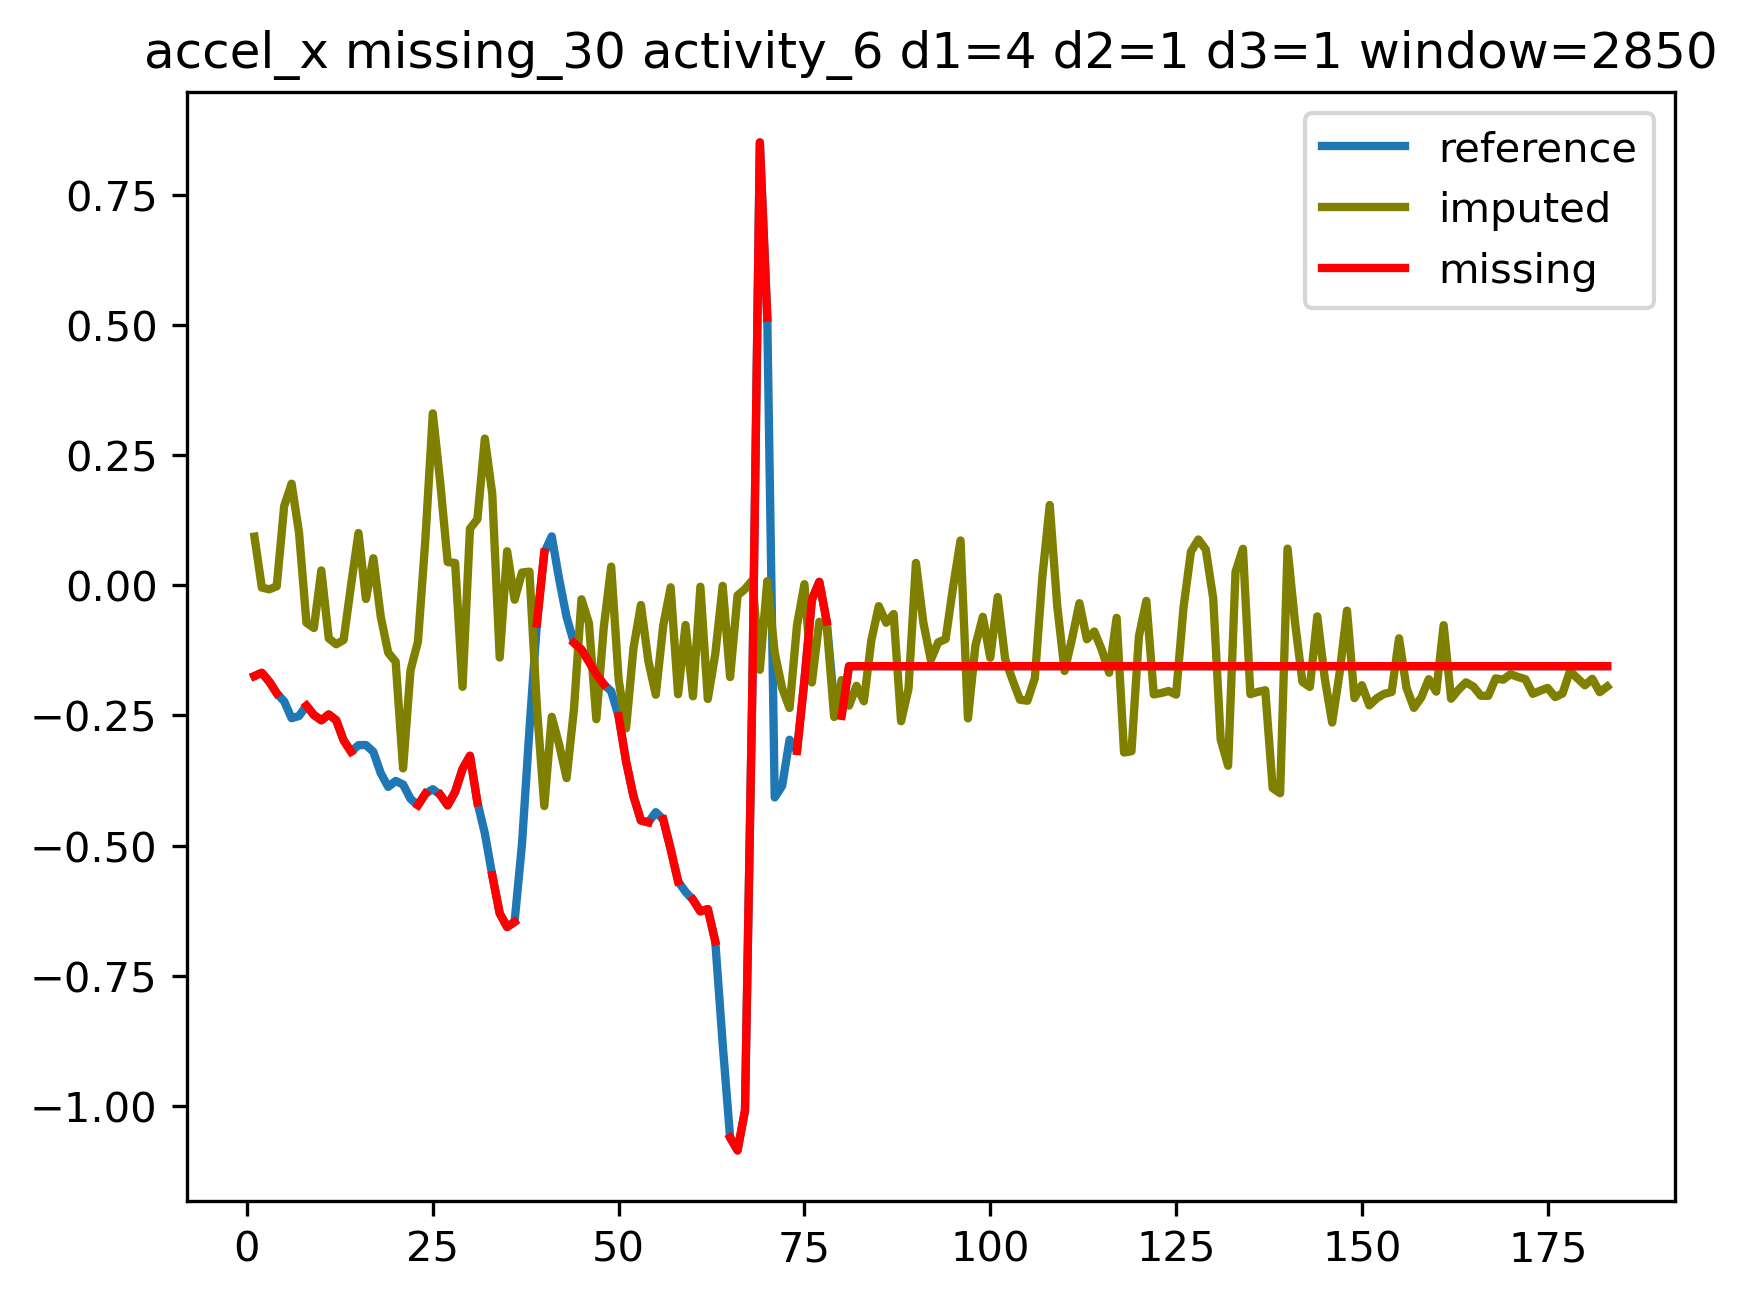 accel_x missing_30 activity_6 d1=4 d2=1 d3=1 window=2850
reference
imputed
missing
0.75
0.50
0.25
0.00
−0.25
−0.50
−0.75
−1.00
0 25 50 75 100 125 150 175